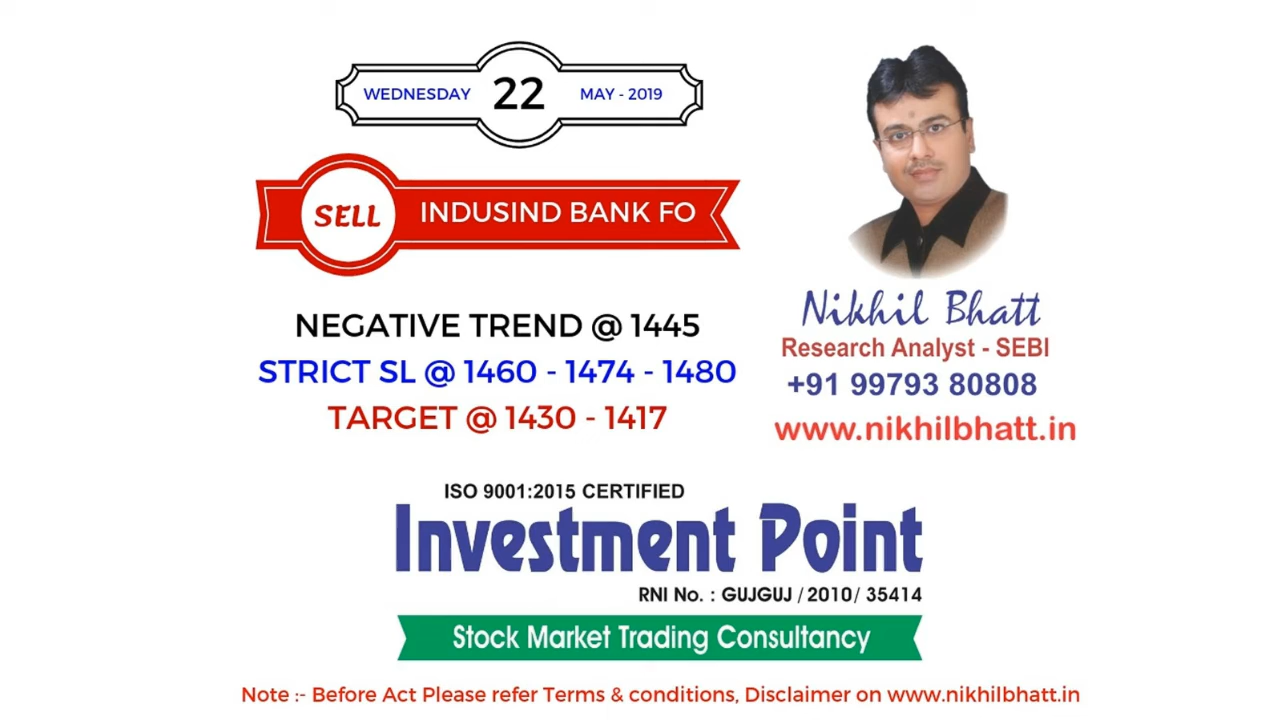 WEDNESDAY 22 MAY - 2019
SELL INDUSIND BANK FO
NEGATIVE TREND @ 1445
STRICT SL @ 1460 - 1474 - 1480
TARGET @ 1430 - 1417
Nikhil Bhatt
Research Analyst - SEBI
+91 99793 80808
www.nikhilbhatt.in
ISO 9001:2015 CERTIFIED
Investment Point
RNI No. : GUJGUJ / 2010 / 35414
Stock Market Trading Consultancy
Note :- Before Act Please refer Terms & conditions, Disclaimer on www.nikhilbhatt.in